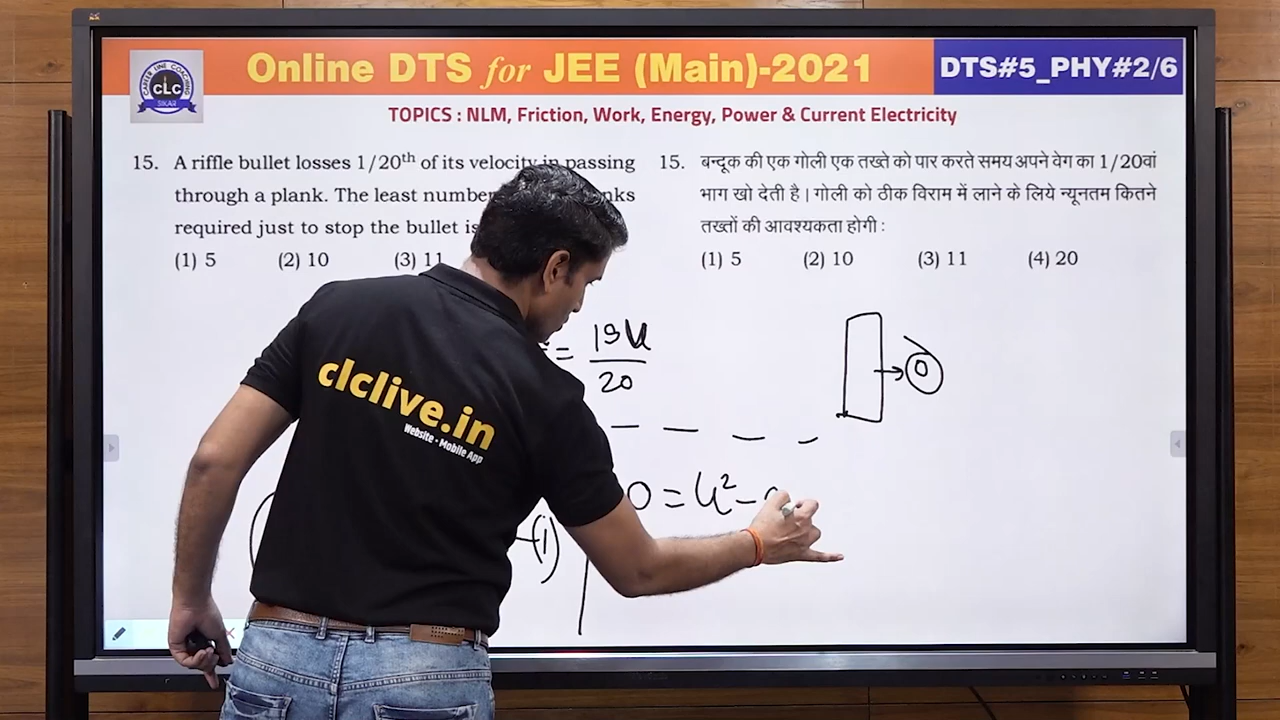 Online DTS for JEE (Main)-2021
DTS#5_PHY#2/6
CAREER LINE COACHING
CLC
SIKAR
TOPICS : NLM, Friction, Work, Energy, Power & Current Electricity
15. A riffle bullet losses 1/20th of its velocity in passing
through a plank. The least number nks
required just to stop the bullet is
(1) 5 (2) 10 (3) 11
15. बन्दूक की एक गोली एक तख्ते को पार करते समय अपने वेग का 1/20वां
भाग खो देती है। गोली को ठीक विराम में लाने के लिये न्यूनतम कितने
तख्तों की आवश्यकता होगी :
(1) 5 (2) 10 (3) 11 (4) 20
= 19u
20
0
0 = u² –
(i)
clclive.in
Website • Mobile App